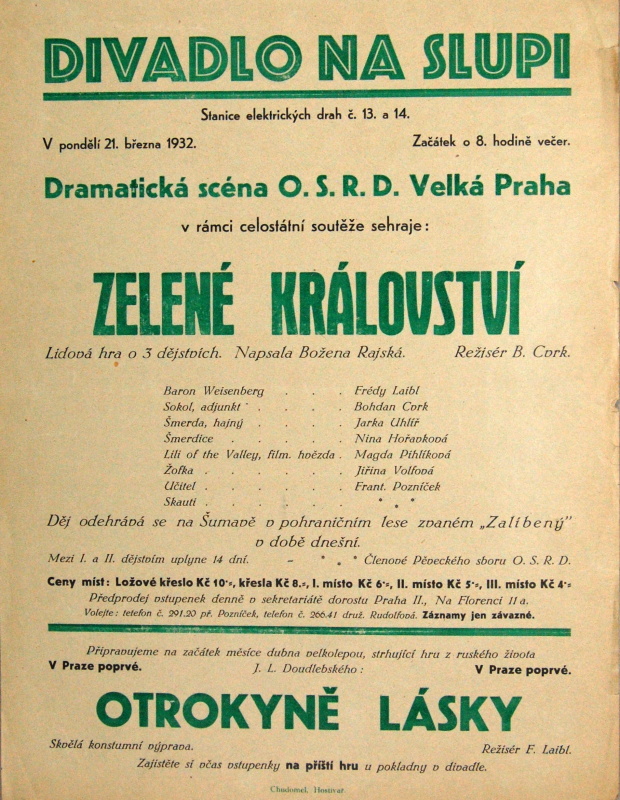 DIVADLO NA SLUPI
Stanice elektrických drah č. 13. a 14.
V pondělí 21. března 1932. Začátek o 8. hodině večer.
Dramatická scéna O. S. R. D. Velká Praha
v rámci celostátní soutěže sehraje:
ZELENÉ KRÁLOVSTVÍ
Lidová hra o 3 dějstvích. Napsala Božena Rajská. Režisér B. Cvrk.
Baron Weisenberg . . . Frédy Laibl
Sokol, adjunkt . . . . Bohdan Cvrk
Šmerda, hajný . . . . Jarka Uhlíř
Šmerdice . . . . . Nina Hořavková
Lili of the Valley, film. hvězda . Magda Pihlíková
Žofka . . . . . . Jiřina Volfová
Učitel . . . . . . Frant. Pozníček
Skauti . . . . . . * * *
Děj odehrává se na Šumavě v pohraničním lese zvaném „Zalíbený"
v době dnešní.
Mezi I. a II. dějstvím uplyne 14 dní. – * * * Členové Pěveckého sboru O. S. R. D.
Ceny míst: Ložové křeslo Kč 10·-, křesla Kč 8.-, I. místo Kč 6·-, II. místo Kč 5·-, III. místo Kč 4·-
Předprodej vstupenek denně v sekretariátě dorostu Praha II., Na Florenci 11 a.
Volejte: telefon č. 291.20 př. Pozníček, telefon č. 266.41 druž. Rudolfová. Záznamy jen závazné.
Připravujeme na začátek měsíce dubna velkolepou, strhující hru z ruského života
V Praze poprvé. J. L. Doudlebského: V Praze poprvé.
OTROKYNĚ LÁSKY
Skvělá konstumní výprava. Režisér F. Laibl.
Zajistěte si včas vstupenky na příští hru u pokladny v divadle.
Chudomel, Hostivar.